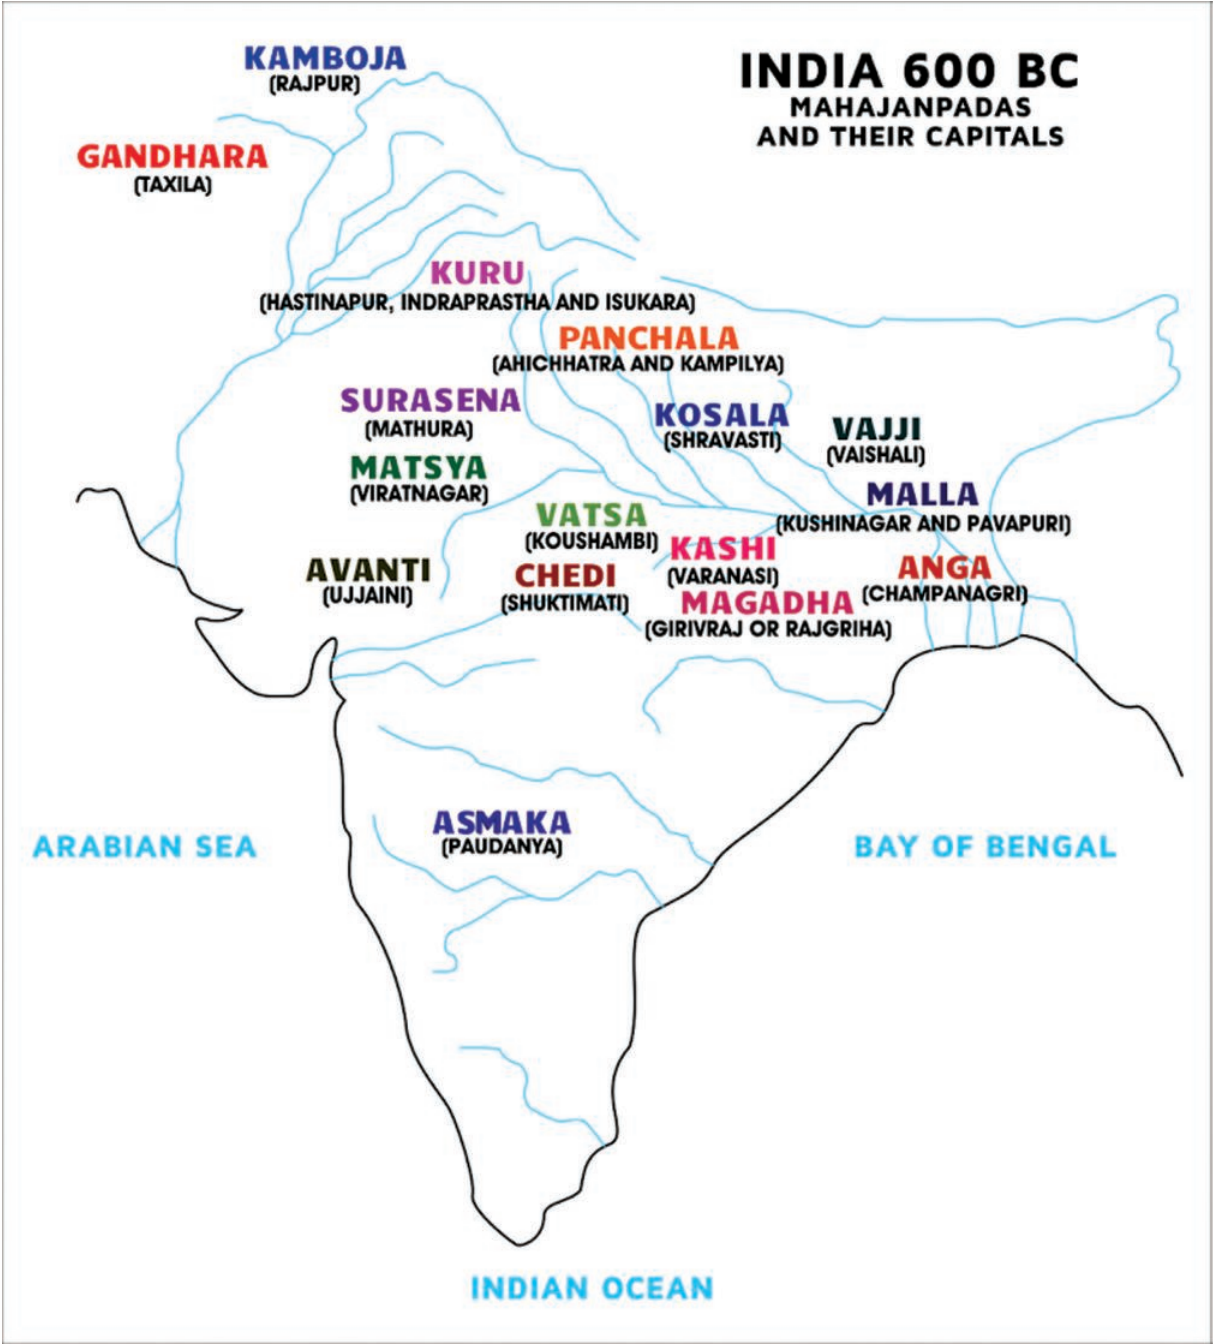 KAMBOJA
(RAJPUR)
INDIA 600 BC
MAHAJANPADAS
AND THEIR CAPITALS
GANDHARA
(TAXILA)
KURU
(HASTINAPUR, INDRAPRASTHA AND ISUKARA)
PANCHALA
(AHICHHATRA AND KAMPILYA)
SURASENA
(MATHURA)
KOSALA
(SHRAVASTI)
VAJJI
(VAISHALI)
MATSYA
(VIRATNAGAR)
MALLA
(KUSHINAGAR AND PAVAPURI)
VATSA
(KOUSHAMBI)
KASHI
(VARANASI)
AVANTI
(UJJAINI)
CHEDI
(SHUKTIMATI)
ANGA
(CHAMPANAGRI)
MAGADHA
(GIRIVRAJ OR RAJGRIHA)
ASMAKA
(PAUDANYA)
ARABIAN SEA
BAY OF BENGAL
INDIAN OCEAN